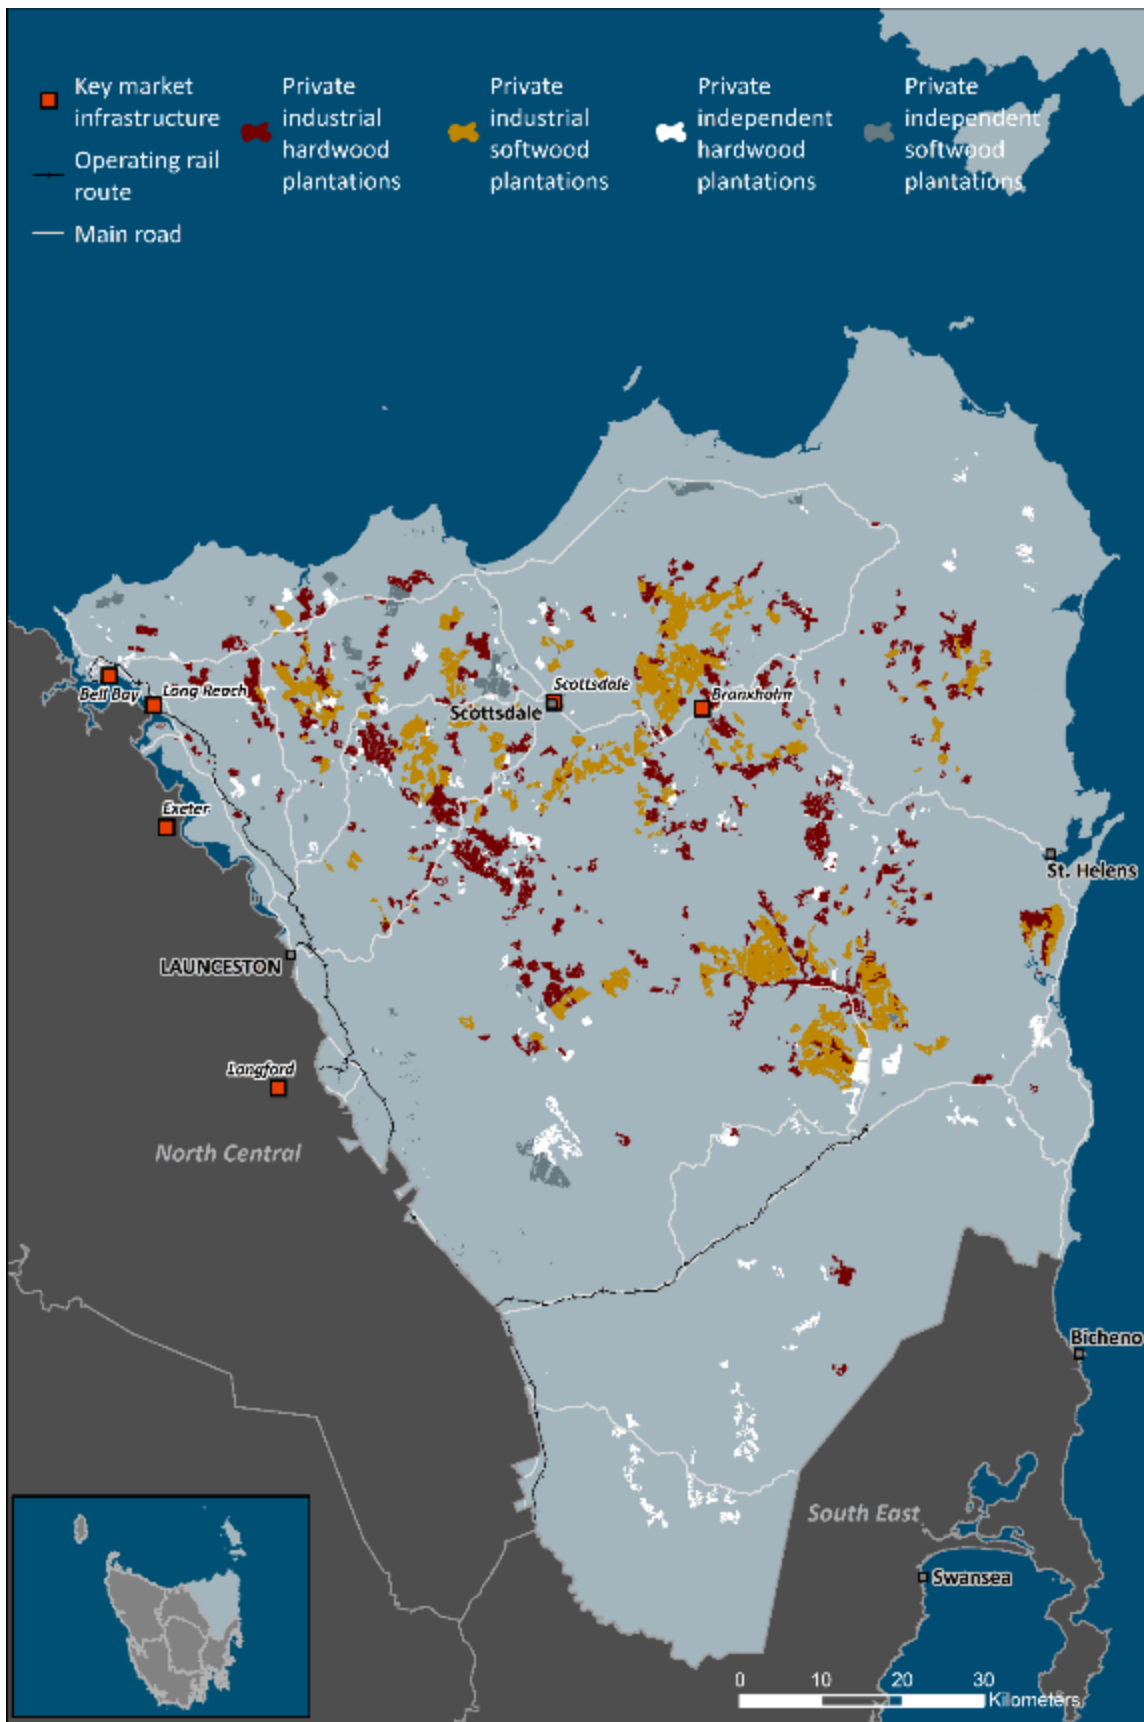 Key market
infrastructure
Operating rail
route
Main road
Private
industrial
hardwood
plantations
Private
industrial
softwood
plantations
Private
independent
hardwood
plantations
Private
independent
softwood
plantations
Bell Bay
Long Reach
Scottsdale
Scottsdale
Branxholm
Exeter
St. Helens
LAUNCESTON
Longford
North Central
Bicheno
South East
Swansea
0 10 20 30
Kilometers